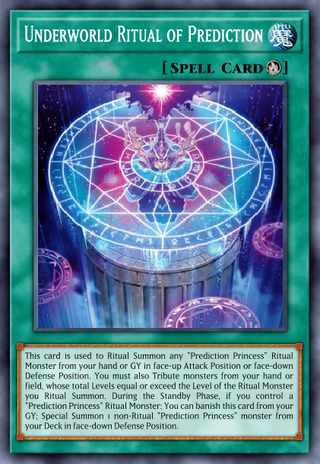 Underworld Ritual of Prediction
[Spell Card]
This card is used to Ritual Summon any "Prediction Princess" Ritual
Monster from your hand or GY in face-up Attack Position or face-down
Defense Position. You must also Tribute monsters from your hand or
field, whose total Levels equal or exceed the Level of the Ritual Monster
you Ritual Summon. During the Standby Phase, if you control a
"Prediction Princess" Ritual Monster: You can banish this card from your
GY; Special Summon 1 non-Ritual "Prediction Princess" monster from
your Deck in face-down Defense Position.